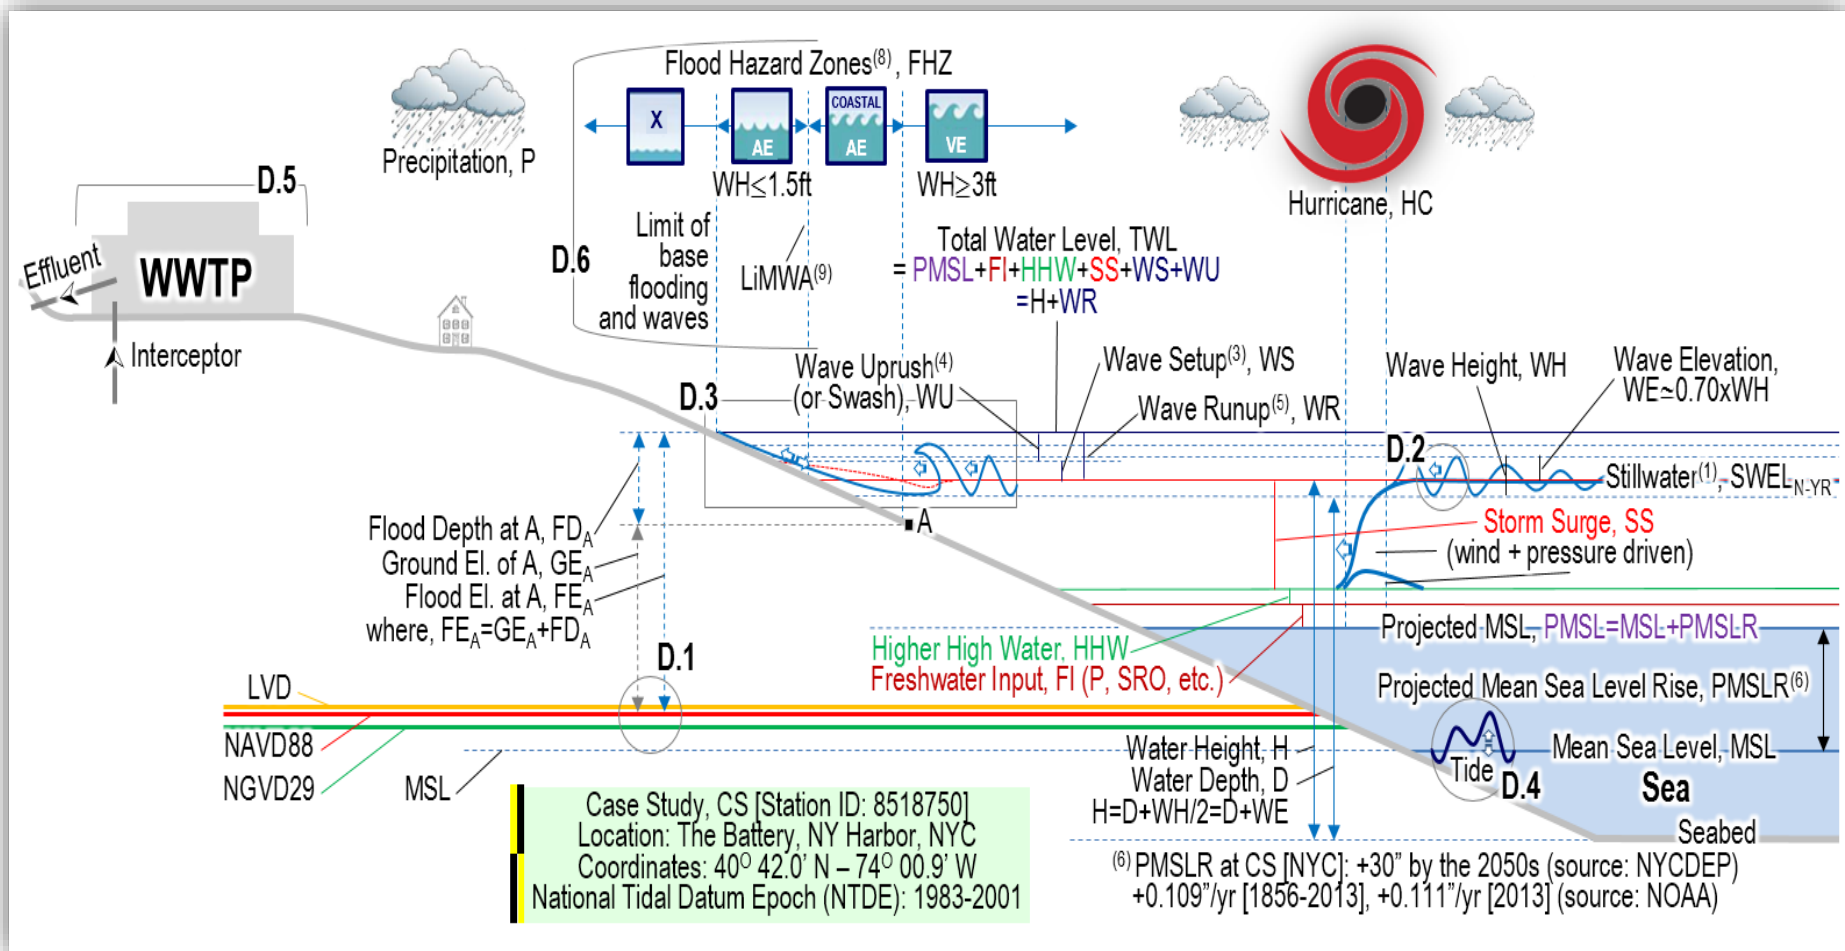 Flood Hazard Zones(8), FHZ
X
AE
COASTAL
AE
VE
WH≤1.5ft
WH≥3ft
Precipitation, P
Hurricane, HC
D.5
WWTP
Effluent
Interceptor
D.6
Limit of
base
flooding
and waves
LiMWA(9)
Total Water Level, TWL
= PMSL+FI+HHW+SS+WS+WU
=H+WR
Wave Uprush(4)
(or Swash), WU
Wave Setup(3), WS
Wave Runup(5), WR
Wave Height, WH
Wave Elevation,
WE≃0.70xWH
D.3
D.2
Stillwater(1), SWELN-YR
A
Storm Surge, SS
(wind + pressure driven)
Flood Depth at A, FDA
Ground El. of A, GEA
Flood El. at A, FEA
where, FEA=GEA+FDA
D.1
Higher High Water, HHW
Freshwater Input, FI (P, SRO, etc.)
Projected MSL, PMSL=MSL+PMSLR
Projected Mean Sea Level Rise, PMSLR(6)
LVD
NAVD88
NGVD29
MSL
Water Height, H
Water Depth, D
H=D+WH/2=D+WE
Tide
D.4
Mean Sea Level, MSL
Sea
Seabed
Case Study, CS [Station ID: 8518750]
Location: The Battery, NY Harbor, NYC
Coordinates: 40O 42.0’ N – 74O 00.9’ W
National Tidal Datum Epoch (NTDE): 1983-2001
(6) PMSLR at CS [NYC]: +30” by the 2050s (source: NYCDEP)
+0.109”/yr [1856-2013], +0.111”/yr [2013] (source: NOAA)